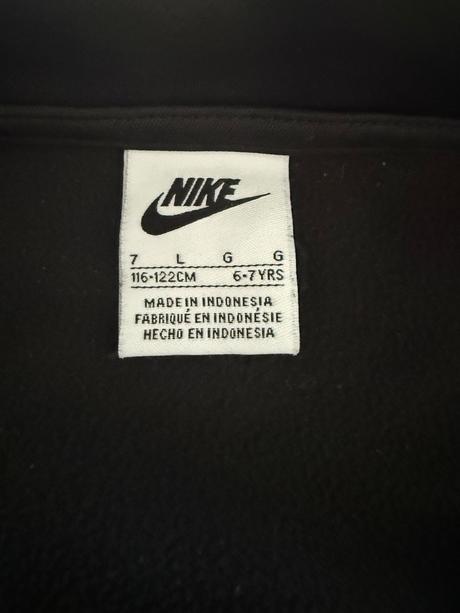 NIKE
7 L G G
116-122CM 6-7YRS
MADE IN INDONESIA
FABRIQUÉ EN INDONÉSIE
HECHO EN INDONESIA